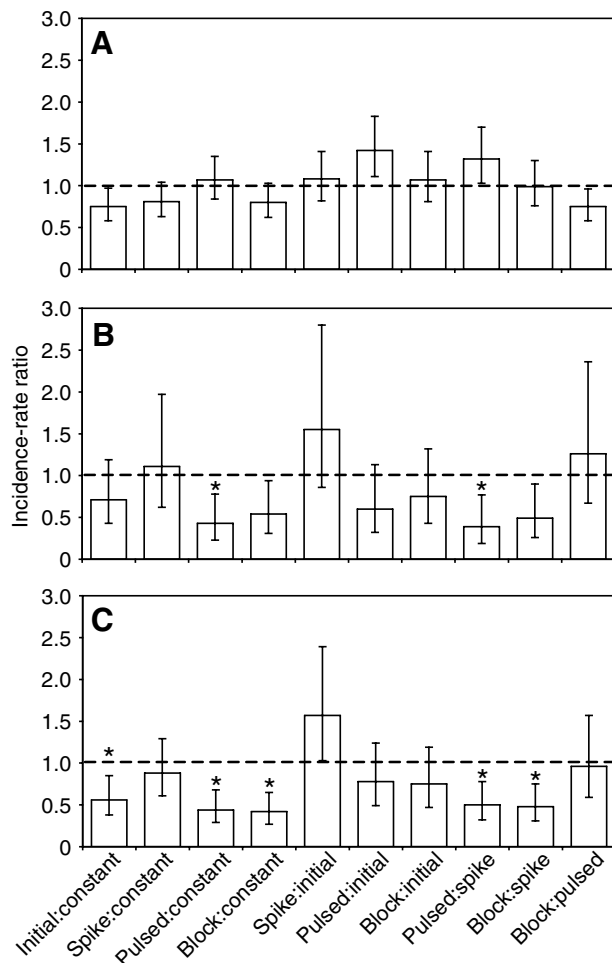 3.0
A
2.5
2.0
1.5
1.0
0.5
0
3.0
B
2.5
2.0
1.5
1.0
* *
0.5
0
Incidence-rate ratio
3.0
C
2.5
2.0
1.5
1.0
* * * * *
0.5
0
Initial:constant
Spike:constant
Pulsed:constant
Block:constant
Spike:initial
Pulsed:initial
Block:initial
Pulsed:spike
Block:spike
Block:pulsed